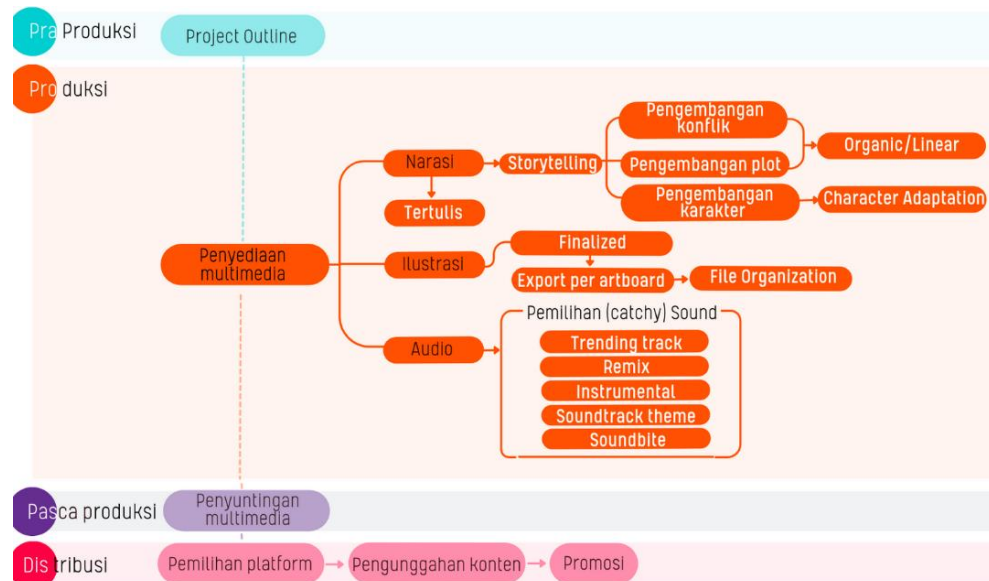 Pra Produksi
Project Outline
Pro duksi
Penyediaan
multimedia
Narasi
Tertulis
Storytelling
Pengembangan
konflik
Pengembangan plot
Pengembangan
karakter
Organic/Linear
Character Adaptation
Ilustrasi
Finalized
Export per artboard
File Organization
Audio
Pemilihan (catchy) Sound
Trending track
Remix
Instrumental
Soundtrack theme
Soundbite
Pasca produksi
Penyuntingan
multimedia
Dis tribusi
Pemilihan platform
Pengunggahan konten
Promosi